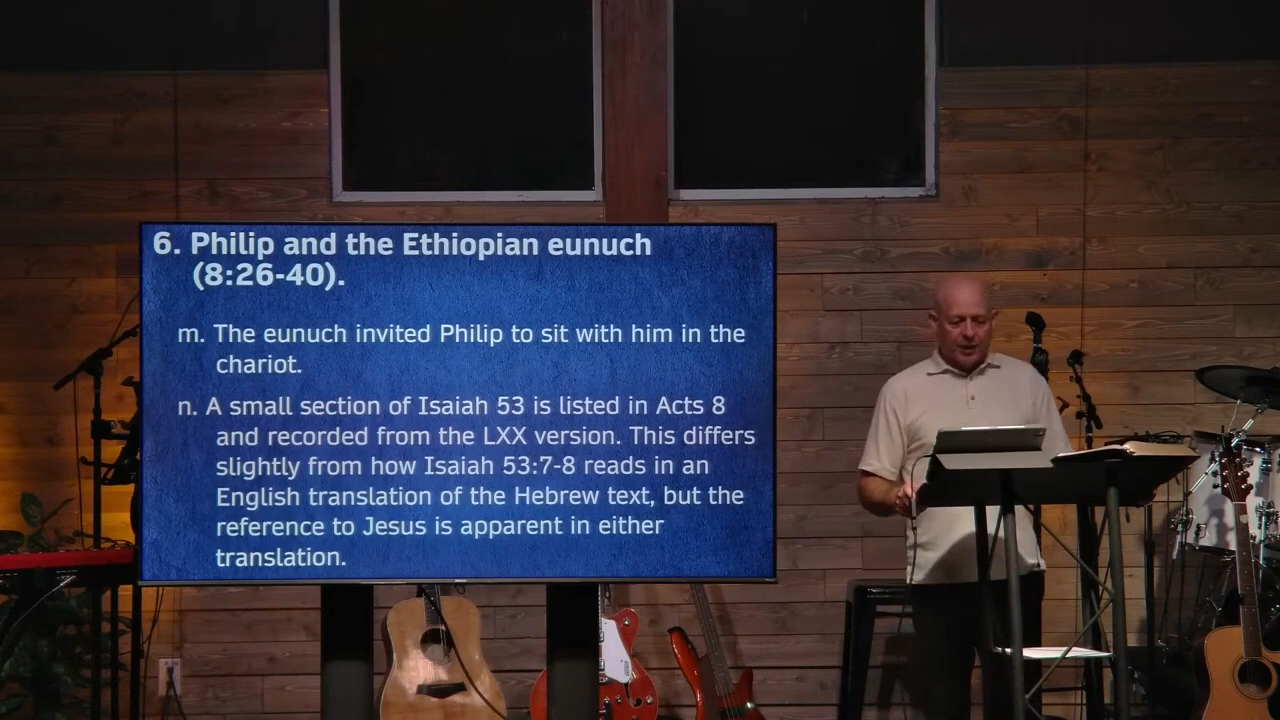 6. Philip and the Ethiopian eunuch
(8:26-40).
m. The eunuch invited Philip to sit with him in the
chariot.
n. A small section of Isaiah 53 is listed in Acts 8
and recorded from the LXX version. This differs
slightly from how Isaiah 53:7-8 reads in an
English translation of the Hebrew text, but the
reference to Jesus is apparent in either
translation.